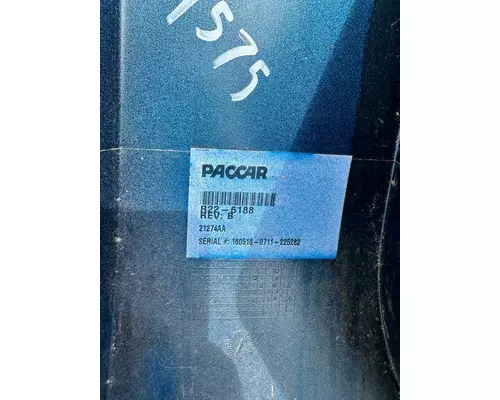 1575
PACCAR
R22-6188
REV: B
21274AA
SERIAL #: 180518-0711-225282